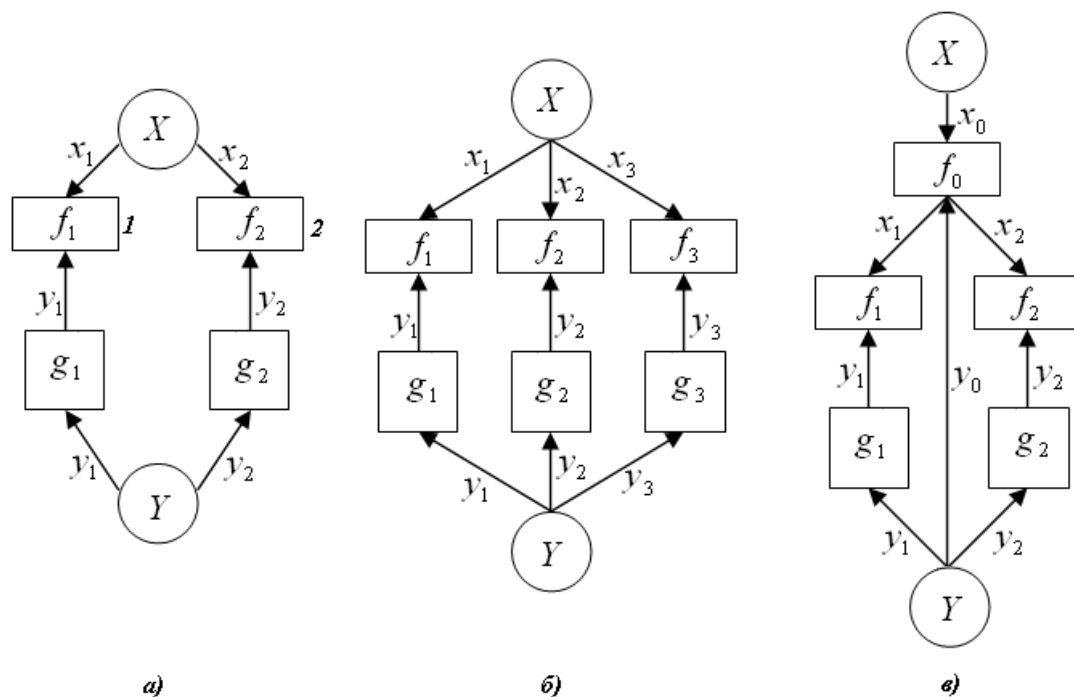 X
x₁ x₂
f₁ 1 f₂ 2
y₁ y₂
g₁ g₂
y₁ y₂
Y
а)
X
x₁ x₂ x₃
f₁ f₂ f₃
y₁ y₂ y₃
g₁ g₂ g₃
y₁ y₂ y₃
Y
б)
X
x₀
f₀
x₁ x₂
f₁ f₂
y₁ y₀ y₂
g₁ g₂
y₁ y₂
Y
в)